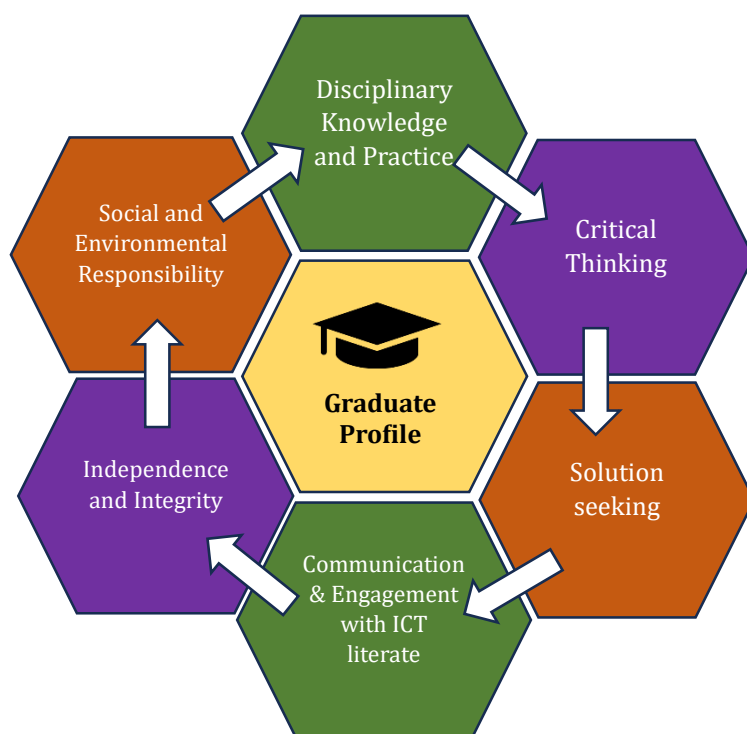 Disciplinary
Knowledge
and Practice
Critical
Thinking
Solution
seeking
Communication
& Engagement
with ICT
literate
Independence
and Integrity
Social and
Environmental
Responsibility
Graduate
Profile